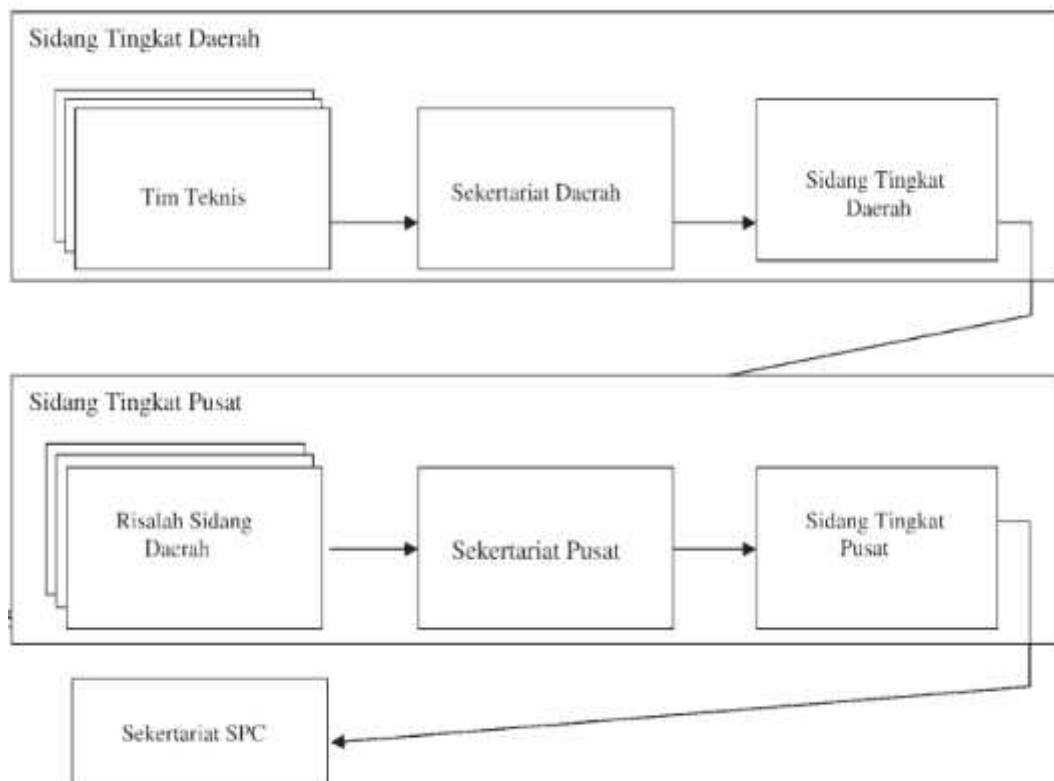 Sidang Tingkat Daerah
Tim Teknis
Sekertariat Daerah
Sidang Tingkat
Daerah
Sidang Tingkat Pusat
Risalah Sidang
Daerah
Sekertariat Pusat
Sidang Tingkat
Pusat
Sekertariat SPC